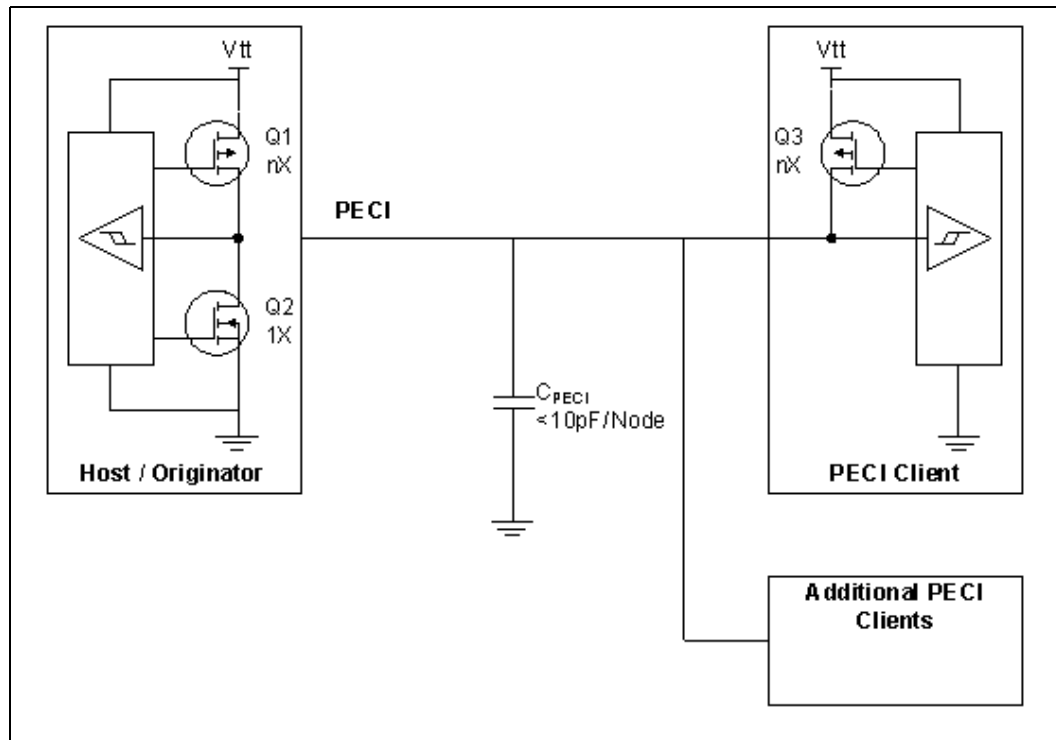 Vtt
Q1
nX
Q2
1X
Host / Originator
PECI
CPECI
<10pF/Node
Vtt
Q3
nX
PECI Client
Additional PECI
Clients